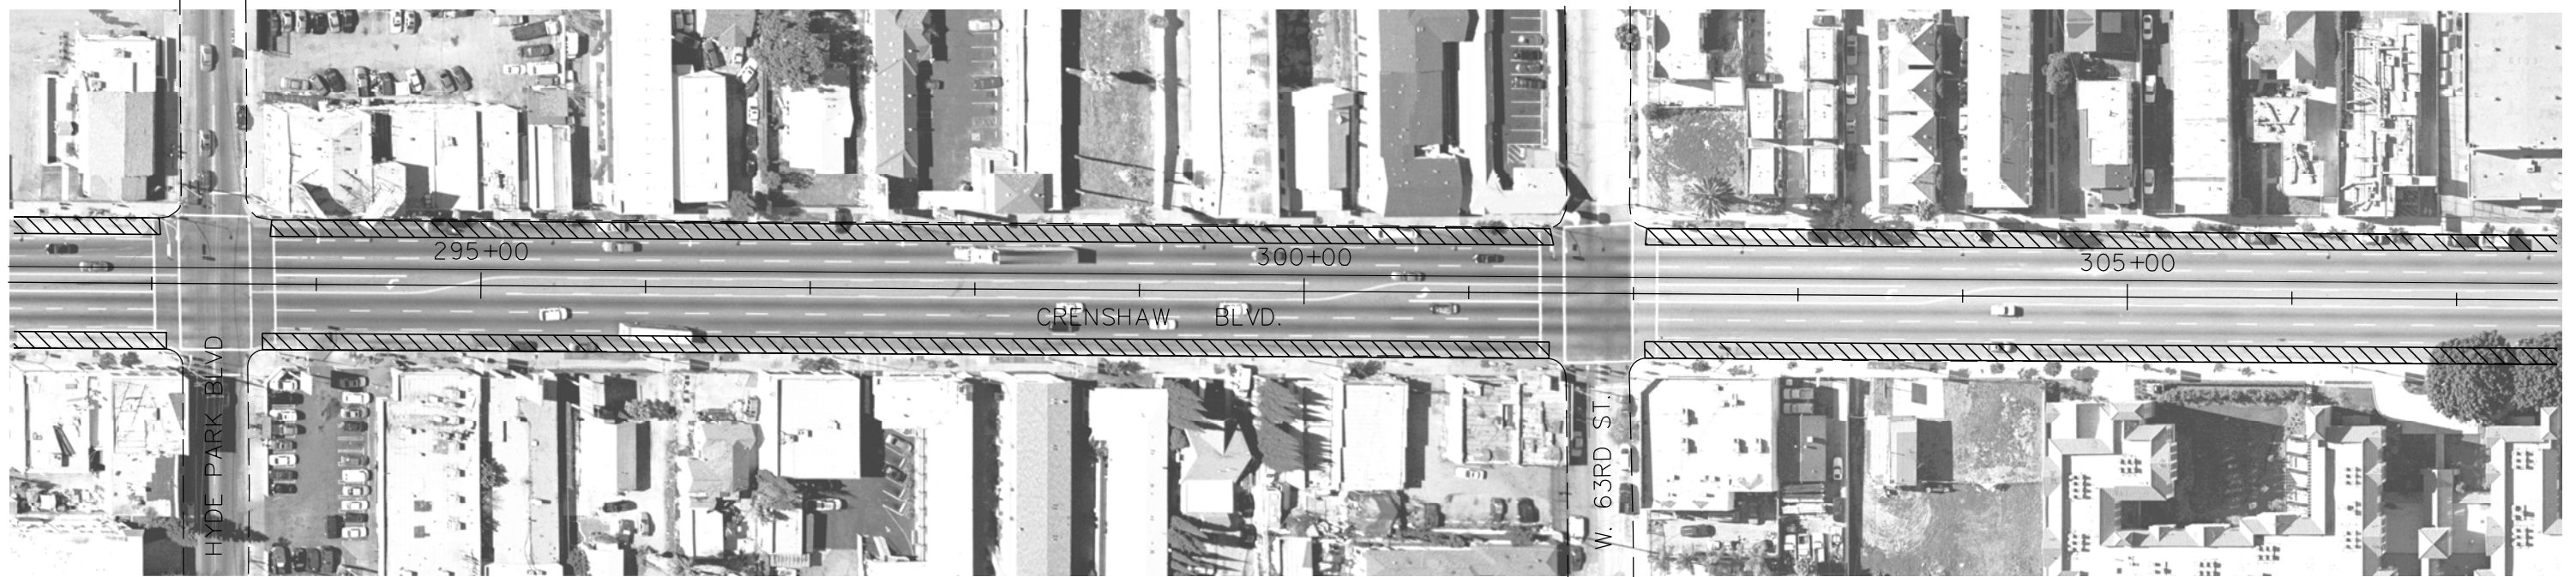 295+00
300+00
305+00
CRENSHAW BLVD.
HYDE PARK BLVD
W. 63RD ST.